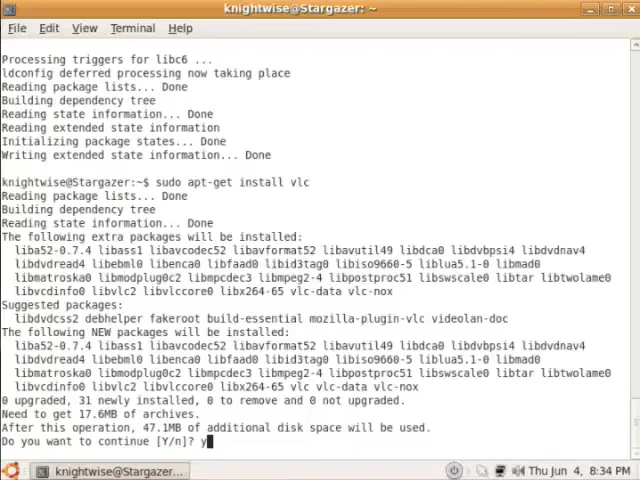 knightwise@Stargazer: ~
File Edit View Terminal Help
Processing triggers for libc6 ...
ldconfig deferred processing now taking place
Reading package lists... Done
Building dependency tree
Reading state information... Done
Reading extended state information
Initializing package states... Done
Writing extended state information... Done
knightwise@Stargazer:~$ sudo apt-get install vlc
Reading package lists... Done
Building dependency tree
Reading state information... Done
The following extra packages will be installed:
liba52-0.7.4 libass1 libavcodec52 libavformat52 libavutil49 libdca0 libdvbpsi4 libdvdnav4
libdvdread4 libebml0 libenca0 libfaad0 libid3tag0 libiso9660-5 liblua5.1-0 libmad0
libmatroska0 libmodplug0c2 libmpcdec3 libmpeg2-4 libpostproc51 libswscale0 libtar libtwolame0
libvcdinfo0 libvlc2 libvlccore0 libx264-65 vlc-data vlc-nox
Suggested packages:
libdvdcss2 debhelper fakeroot build-essential mozilla-plugin-vlc videolan-doc
The following NEW packages will be installed:
liba52-0.7.4 libass1 libavcodec52 libavformat52 libavutil49 libdca0 libdvbpsi4 libdvdnav4
libdvdread4 libebml0 libenca0 libfaad0 libid3tag0 libiso9660-5 liblua5.1-0 libmad0
libmatroska0 libmodplug0c2 libmpcdec3 libmpeg2-4 libpostproc51 libswscale0 libtar libtwolame0
libvcdinfo0 libvlc2 libvlccore0 libx264-65 vlc vlc-data vlc-nox
0 upgraded, 31 newly installed, 0 to remove and 0 not upgraded.
Need to get 17.6MB of archives.
After this operation, 47.1MB of additional disk space will be used.
Do you want to continue [Y/n]? y
knightwise@Stargazer:... Thu Jun 4, 8:34 PM